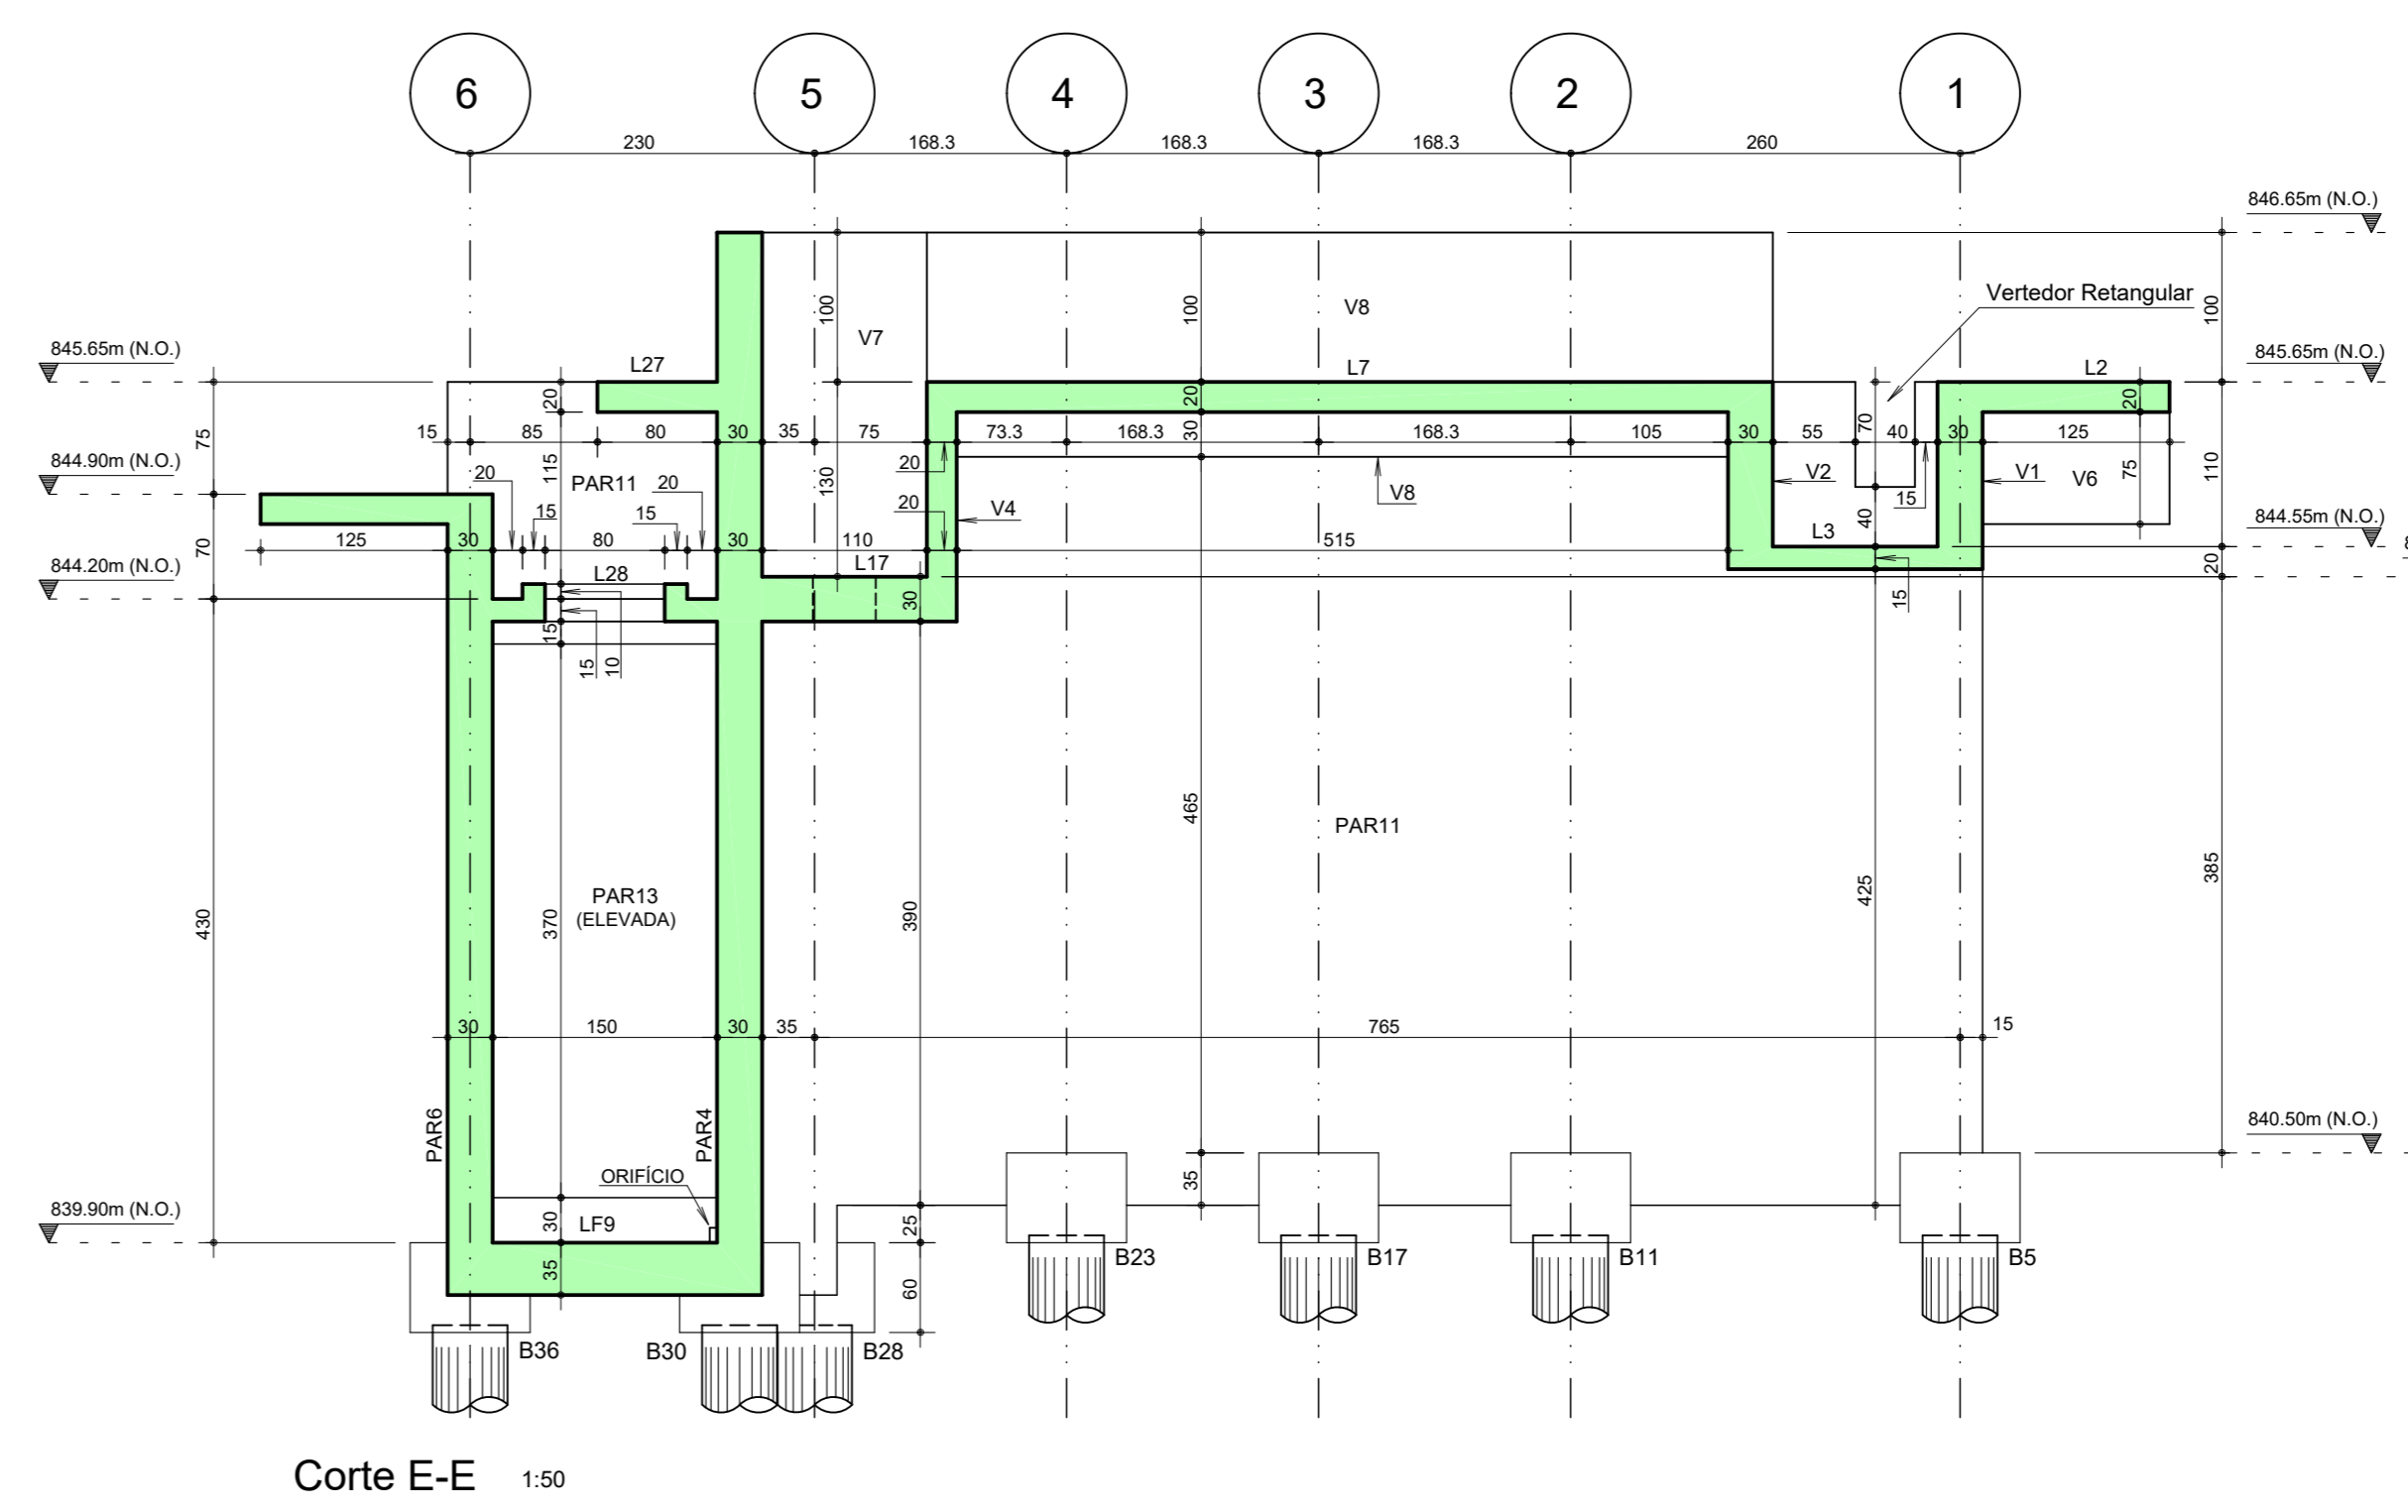 6 5 4 3 2 1
230 168.3 168.3 168.3 260
846.65m (N.O.)
Vertedor Retangular
100 100 100
V7 V8
845.65m (N.O.) 845.65m (N.O.)
L27 L7 L2
20 20 20
75 15 85 80 30 35 75 73.3 30 168.3 168.3 105 30 55 70 40 30 125
844.90m (N.O.)
20 115 PAR11 20 130 20 V8 V2 15 V1 V6 75 110
15 15 20 V4 40 844.55m (N.O.)
70 125 30 80 30 110 515 L3
844.20m (N.O.) L28 L17 20
15 30 15
15 10
465 PAR11
385
PAR13
(ELEVADA)
430 370 390 425
30 150 30 35 765 15
PAR6 PAR4
840.50m (N.O.)
ORIFÍCIO 35
839.90m (N.O.)
30 LF9 25
35 60
B23 B17 B11 B5
B36 B30 B28
Corte E-E 1:50